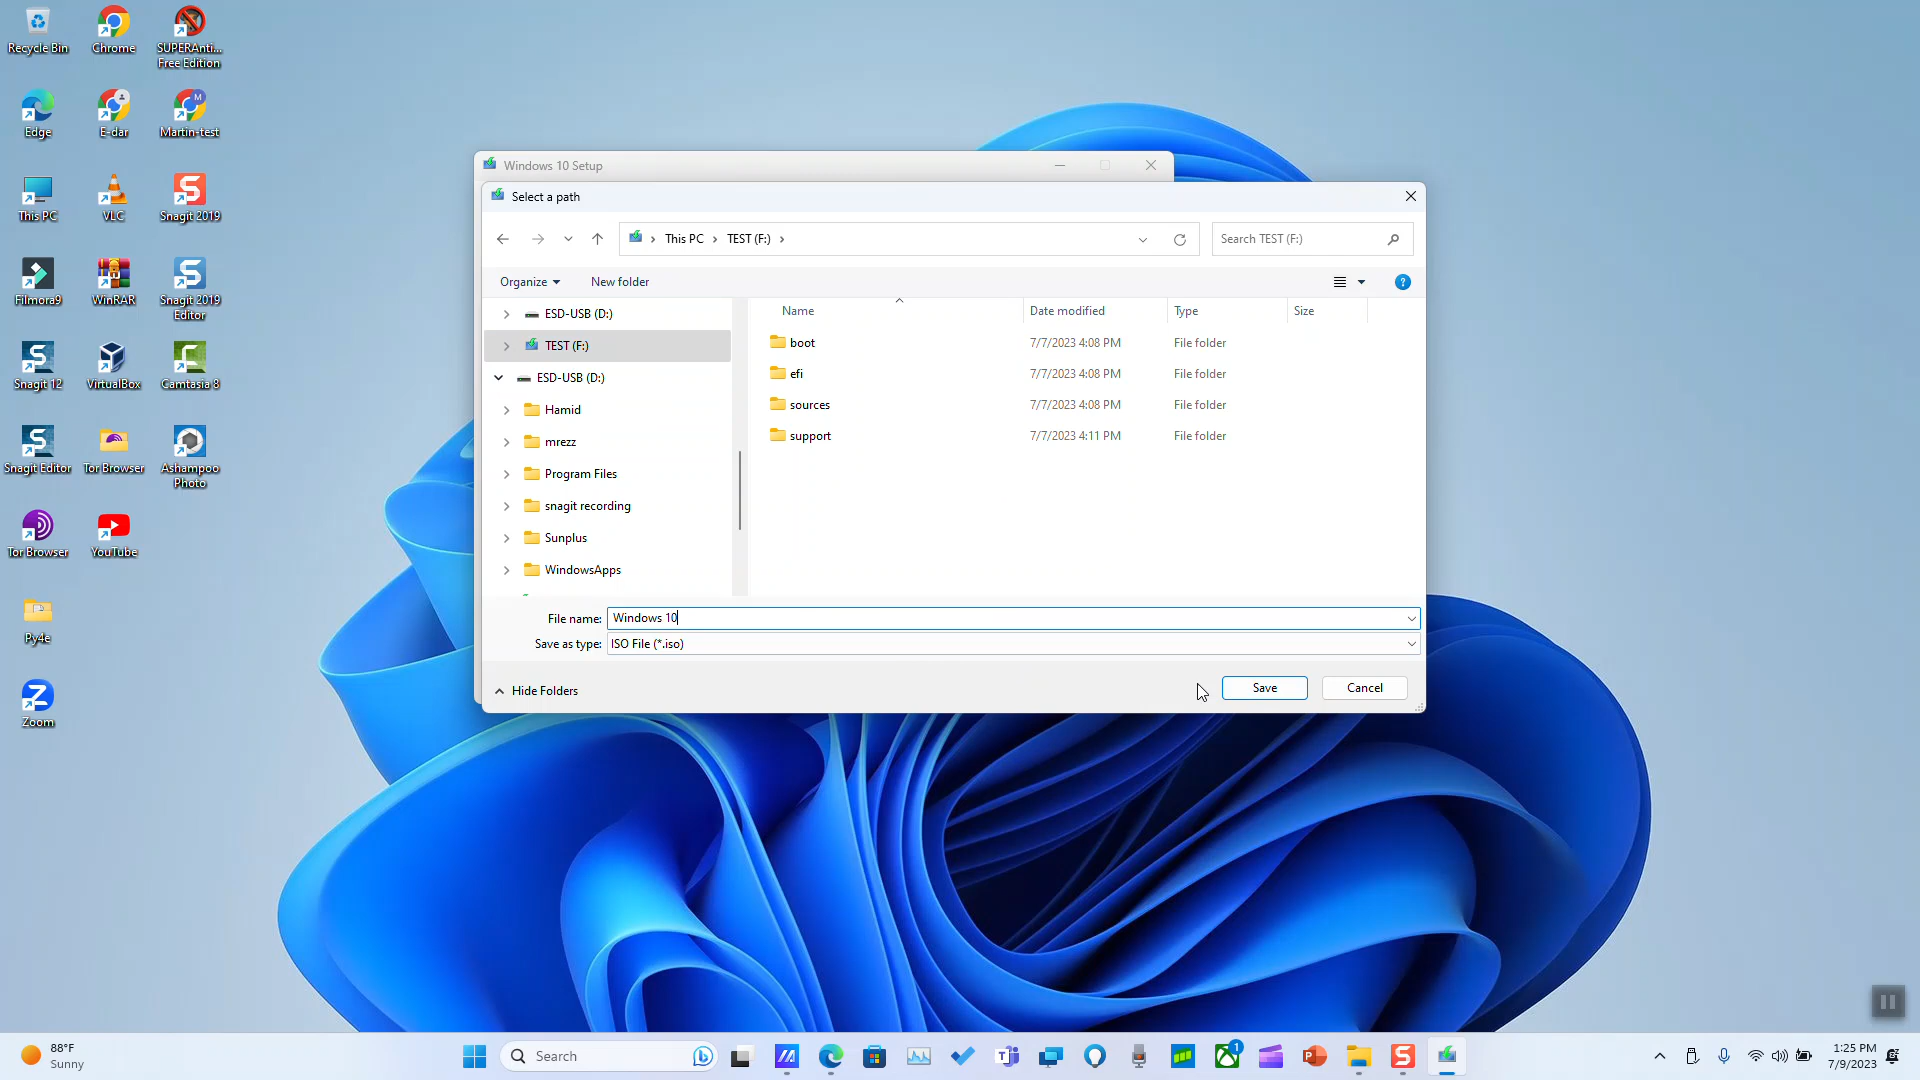 Recycle Bin
Chrome
SUPERAnti...
Free Edition
Edge
E-dar
M
Martin-test
This PC
VLC
Snagit 2019
Filmora9
WinRAR
Snagit 2019
Editor
Snagit 12
VirtualBox
Camtasia 8
Snagit Editor
Tor Browser
Ashampoo
Photo
Tor Browser
YouTube
Py4e
Zoom
Windows 10 Setup
Select a path
This PC
TEST (F:)
Search TEST (F:)
Organize
New folder
Name
Date modified
Type
Size
ESD-USB (D:)
TEST (F:)
ESD-USB (D:)
Hamid
mrezz
Program Files
snagit recording
Sunplus
WindowsApps
boot 7/7/2023 4:08 PM File folder
efi 7/7/2023 4:08 PM File folder
sources 7/7/2023 4:08 PM File folder
support 7/7/2023 4:11 PM File folder
File name: Windows 10
Save as type: ISO File (*.iso)
Hide Folders
Save
Cancel
88°F
Sunny
Search
1
1:25 PM
7/9/2023